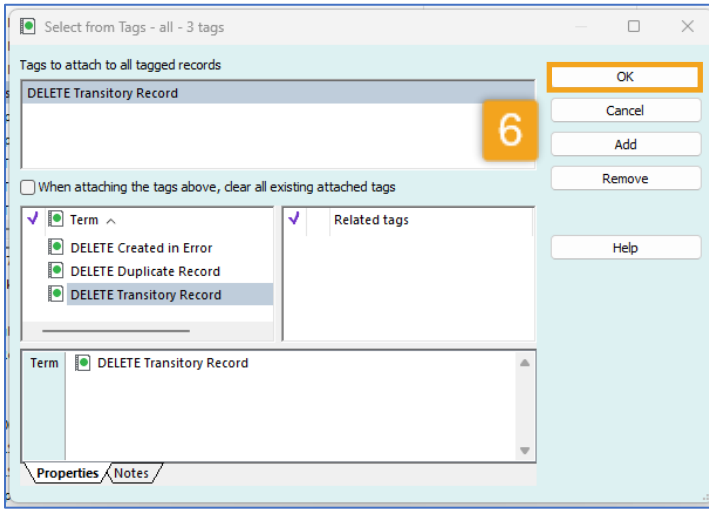 Select from Tags - all - 3 tags
Tags to attach to all tagged records
DELETE Transitory Record
OK
Cancel
Add
Remove
Help
6
When attaching the tags above, clear all existing attached tags
Term
Related tags
DELETE Created in Error
DELETE Duplicate Record
DELETE Transitory Record
Term DELETE Transitory Record
Properties Notes